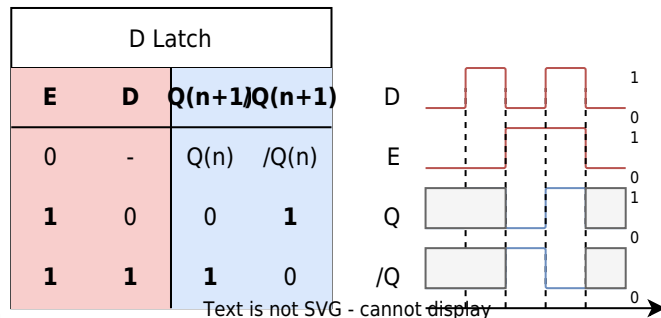 D Latch
E D Q(n+1) /Q(n+1)
0 - Q(n) /Q(n)
1 0 0 1
1 1 1 0
D 1
0
E 1
0
Q 1
0
/Q
0
Text is not SVG - cannot display